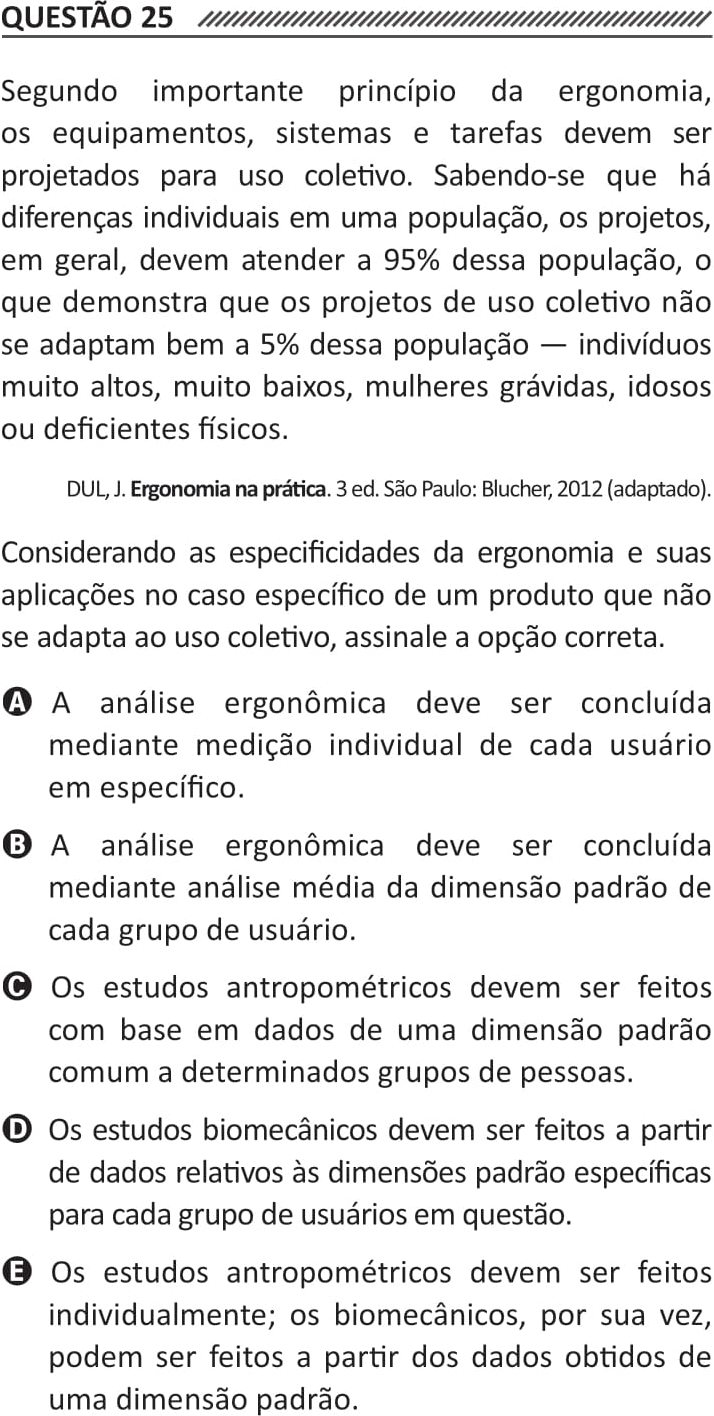 QUESTÃO 25
Segundo importante princípio da ergonomia,
os equipamentos, sistemas e tarefas devem ser
projetados para uso coletivo. Sabendo-se que há
diferenças individuais em uma população, os projetos,
em geral, devem atender a 95% dessa população, o
que demonstra que os projetos de uso coletivo não
se adaptam bem a 5% dessa população — indivíduos
muito altos, muito baixos, mulheres grávidas, idosos
ou deficientes físicos.
DUL, J. Ergonomia na prática. 3 ed. São Paulo: Blucher, 2012 (adaptado).
Considerando as especificidades da ergonomia e suas
aplicações no caso específico de um produto que não
se adapta ao uso coletivo, assinale a opção correta.
A A análise ergonômica deve ser concluída
mediante medição individual de cada usuário
em específico.
B A análise ergonômica deve ser concluída
mediante análise média da dimensão padrão de
cada grupo de usuário.
C Os estudos antropométricos devem ser feitos
com base em dados de uma dimensão padrão
comum a determinados grupos de pessoas.
D Os estudos biomecânicos devem ser feitos a partir
de dados relativos às dimensões padrão específicas
para cada grupo de usuários em questão.
E Os estudos antropométricos devem ser feitos
individualmente; os biomecânicos, por sua vez,
podem ser feitos a partir dos dados obtidos de
uma dimensão padrão.